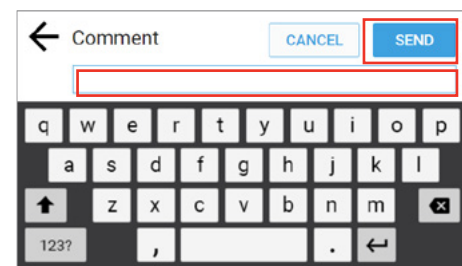 Comment CANCEL SEND
q w e r t y u i o p
a s d f g h j k l
z x c v b n m
123? , .